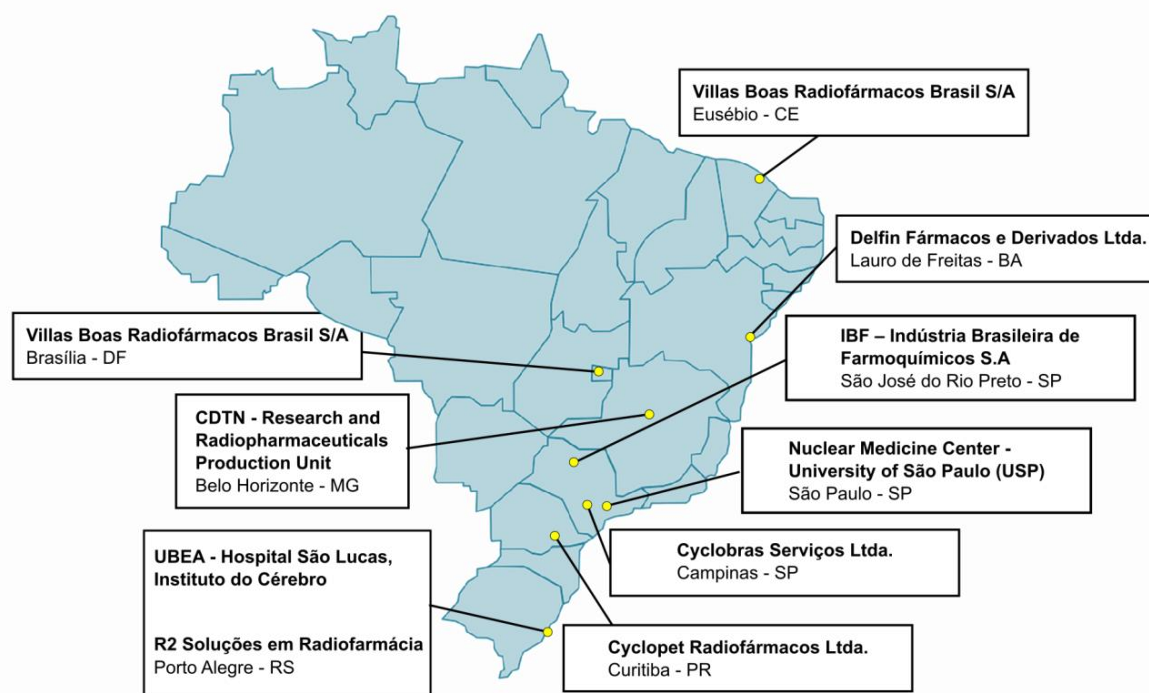 Villas Boas Radiofármacos Brasil S/A
Eusébio - CE
Delfin Fármacos e Derivados Ltda.
Lauro de Freitas - BA
Villas Boas Radiofármacos Brasil S/A
Brasília - DF
IBF – Indústria Brasileira de
Farmoquímicos S.A
São José do Rio Preto - SP
CDTN - Research and
Radiopharmaceuticals
Production Unit
Belo Horizonte - MG
Nuclear Medicine Center -
University of São Paulo (USP)
São Paulo - SP
UBEA - Hospital São Lucas,
Instituto do Cérebro
R2 Soluções em Radiofarmácia
Porto Alegre - RS
Cyclobras Serviços Ltda.
Campinas - SP
Cyclopet Radiofármacos Ltda.
Curitiba - PR